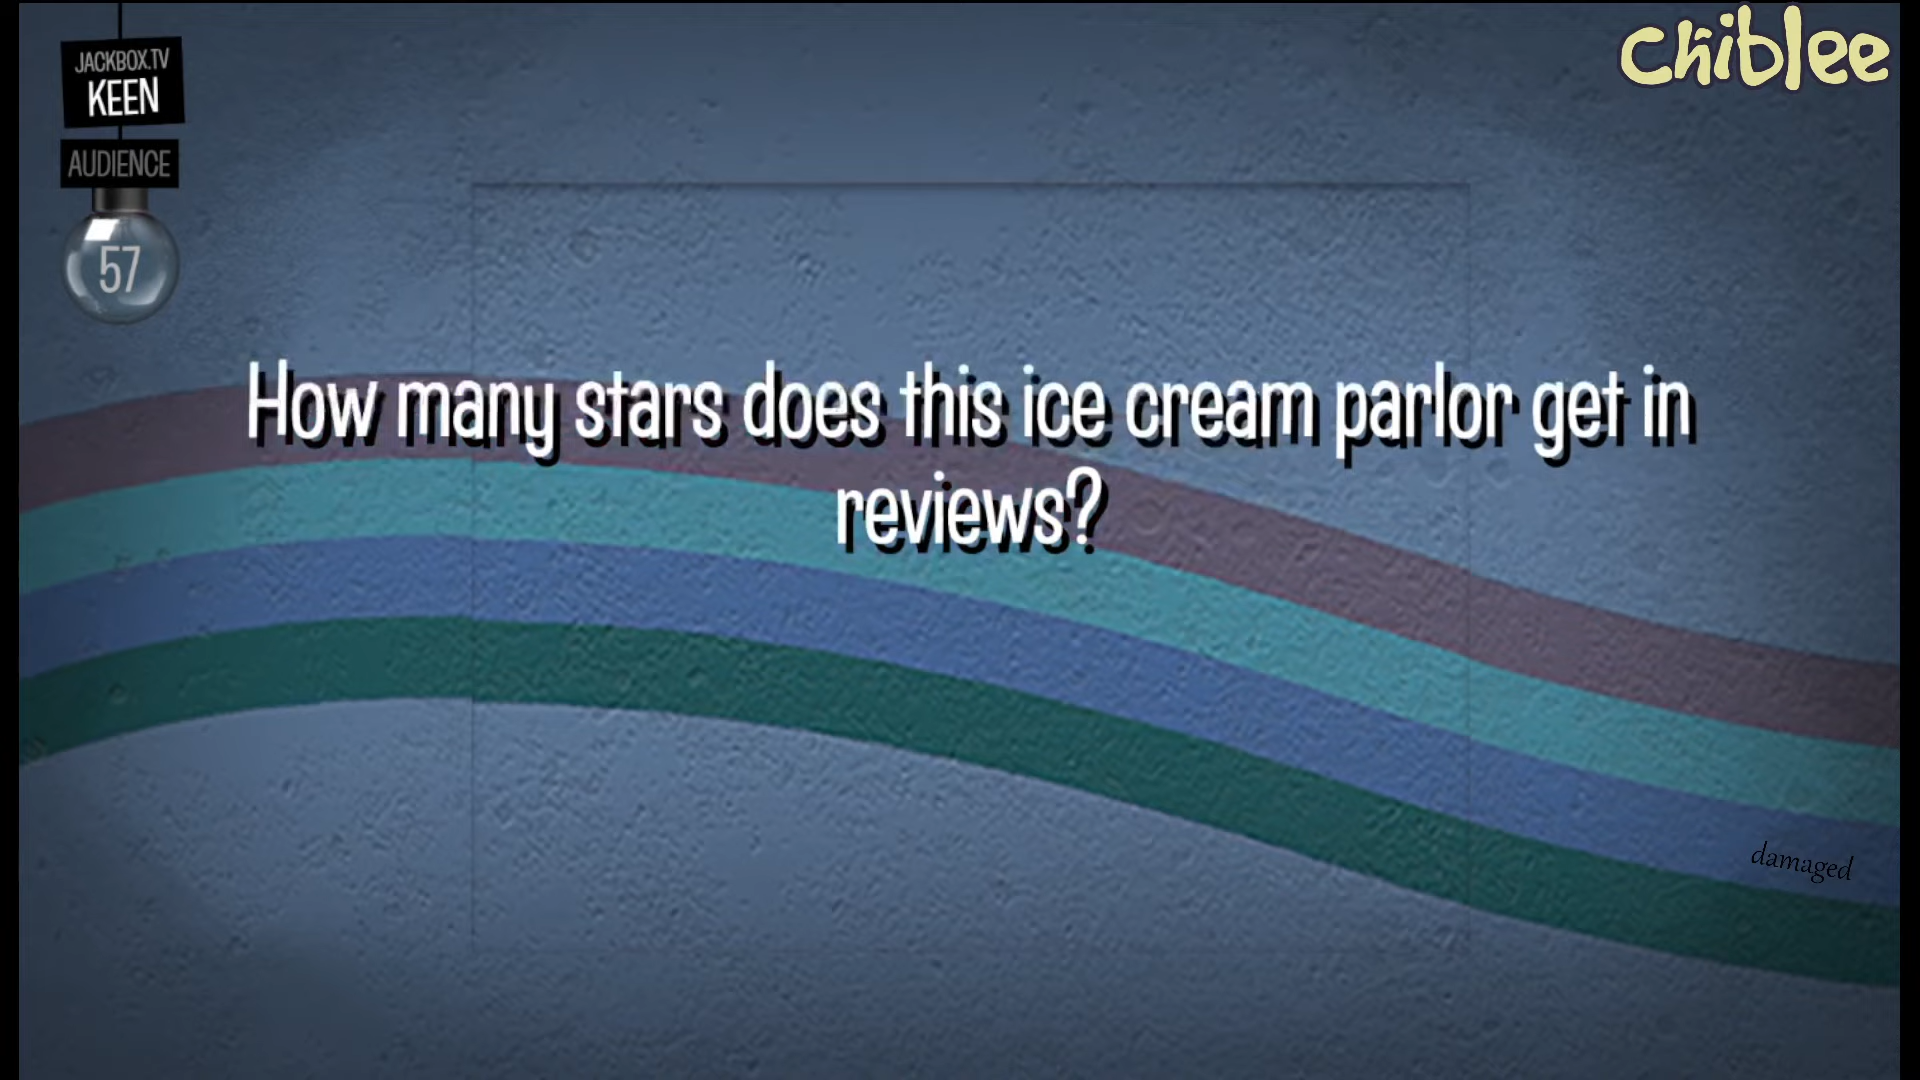 JACKBOX.TV
KEEN
AUDIENCE
57
chiblee
How many stars does this ice cream parlor get in
reviews?
damaged